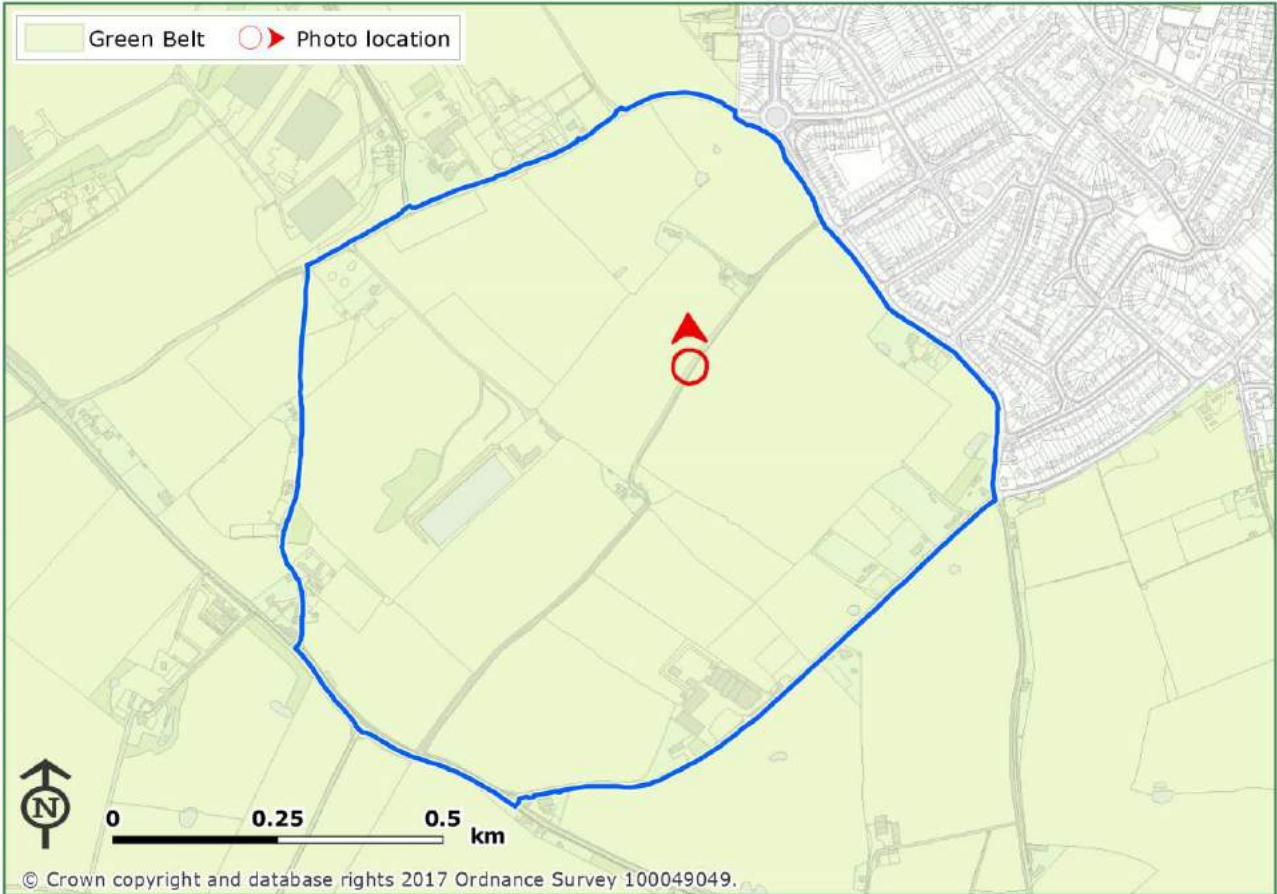 Green Belt Photo location
N
0 0.25 0.5 km
© Crown copyright and database rights 2017 Ordnance Survey 100049049.